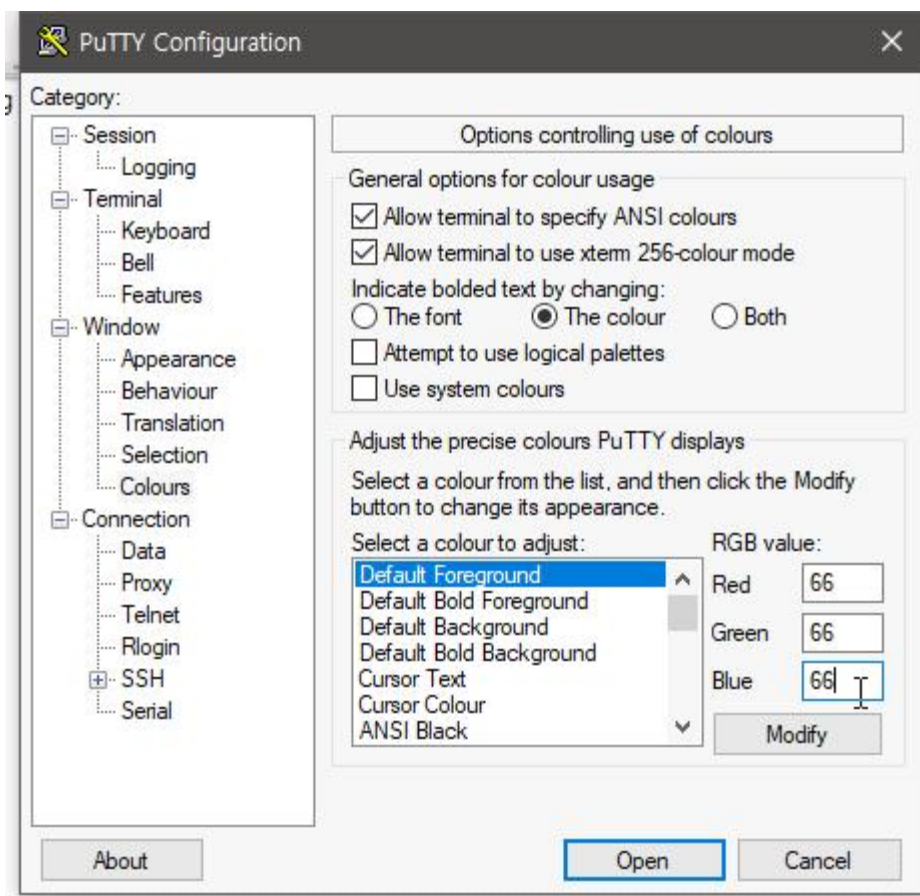 PuTTY Configuration
Category:
Session
Logging
Terminal
Keyboard
Bell
Features
Window
Appearance
Behaviour
Translation
Selection
Colours
Connection
Data
Proxy
Telnet
Rlogin
SSH
Serial
Options controlling use of colours
General options for colour usage
Allow terminal to specify ANSI colours
Allow terminal to use xterm 256-colour mode
Indicate bolded text by changing:
The font The colour Both
Attempt to use logical palettes
Use system colours
Adjust the precise colours PuTTY displays
Select a colour from the list, and then click the Modify
button to change its appearance.
Select a colour to adjust:
Default Foreground
Default Bold Foreground
Default Background
Default Bold Background
Cursor Text
Cursor Colour
ANSI Black
RGB value:
Red 66
Green 66
Blue 66
Modify
About Open Cancel